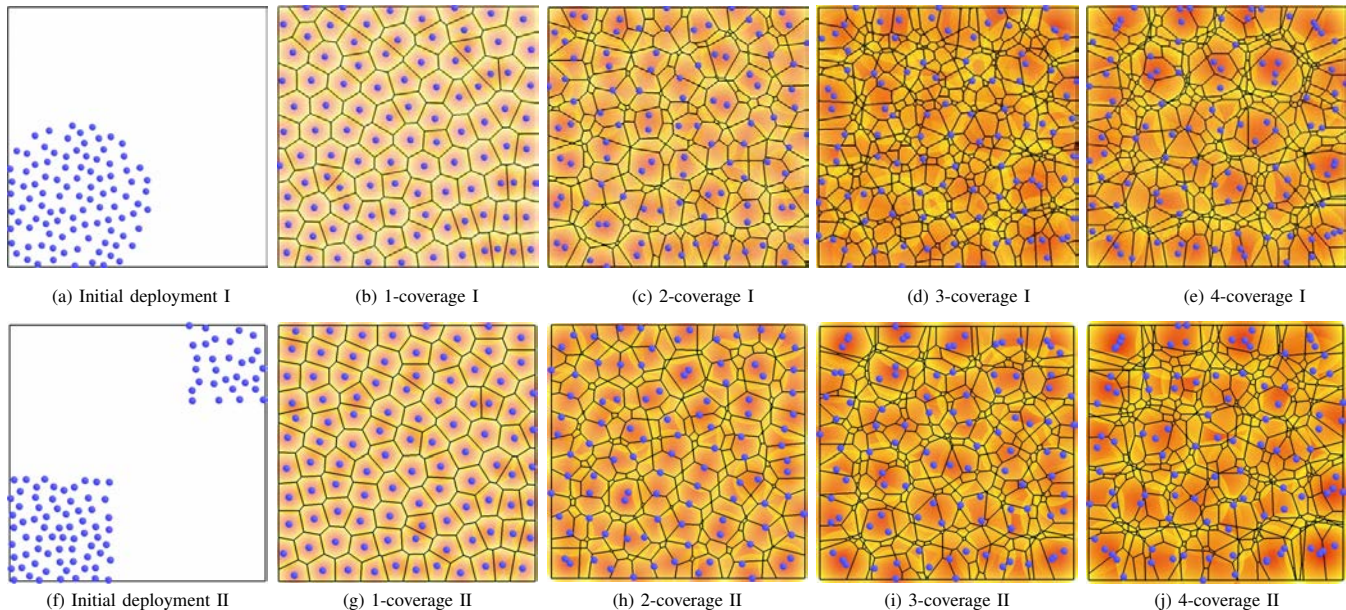 (a) Initial deployment I
(b) 1-coverage I
(c) 2-coverage I
(d) 3-coverage I
(e) 4-coverage I
(f) Initial deployment II
(g) 1-coverage II
(h) 2-coverage II
(i) 3-coverage II
(j) 4-coverage II